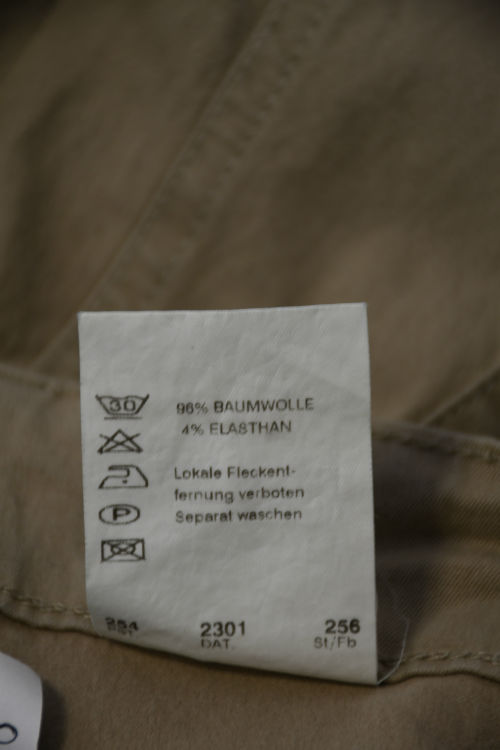 30
96% BAUMWOLLE
4% ELASTHAN
Lokale Fleckent-
fernung verboten
P
Separat waschen
2301
256
DAT.
St/Fb